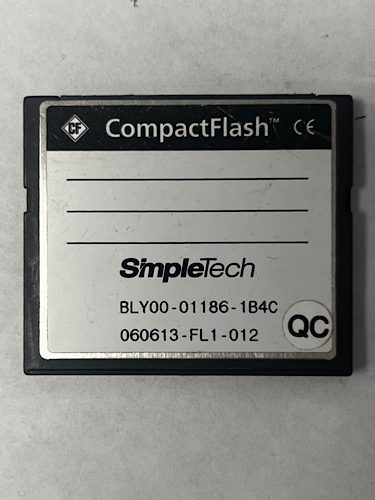 CF CompactFlash™ CE
SimpleTech
BLY00-01186-1B4C
060613-FL1-012
QC